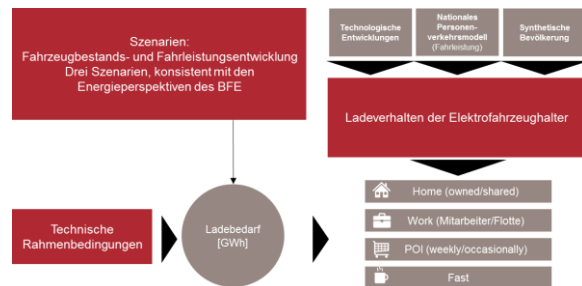 Szenarien:
Fahrzeugbestands- und Fahrleistungsentwicklung
Drei Szenarien, konsistent mit den
Energieperspektiven des BFE
Technologische
Entwicklungen
Nationales
Personen-
verkehrsmodell
(Fahrleistung)
Synthetische
Bevölkerung
Ladeverhalten der Elektrofahrzeughalter
Technische
Rahmenbedingungen
Ladebedarf
[GWh]
Home (owned/shared)
Work (Mitarbeiter/Flotte)
POI (weekly/occasionally)
Fast